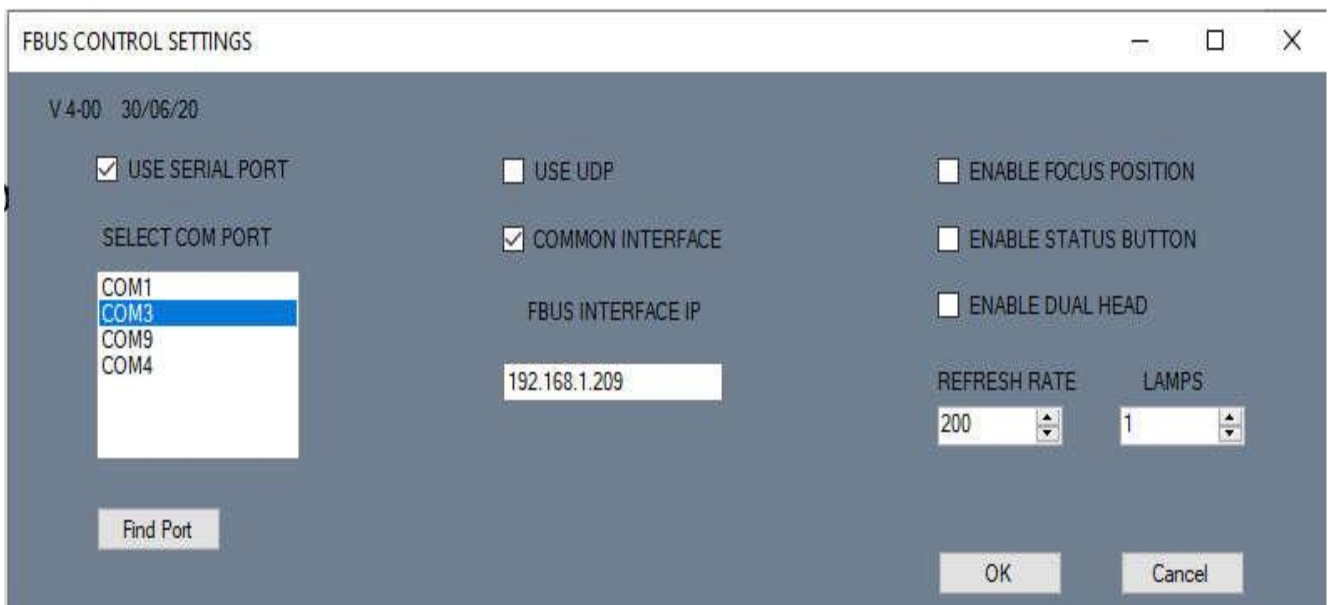 FBUS CONTROL SETTINGS
V 4-00 30/06/20
USE SERIAL PORT
SELECT COM PORT
COM1
COM3
COM9
COM4
Find Port
USE UDP
COMMON INTERFACE
FBUS INTERFACE IP
192.168.1.209
ENABLE FOCUS POSITION
ENABLE STATUS BUTTON
ENABLE DUAL HEAD
REFRESH RATE LAMPS
200 1
OK Cancel